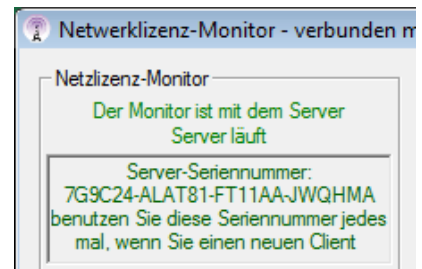 Netwerklizenz-Monitor - verbunden m
Netzlizenz-Monitor
Der Monitor ist mit dem Server
Server läuft
Server-Seriennummer:
7G9C24-ALAT81-FT11AA-JWQHMA
benutzen Sie diese Seriennummer jedes
mal, wenn Sie einen neuen Client